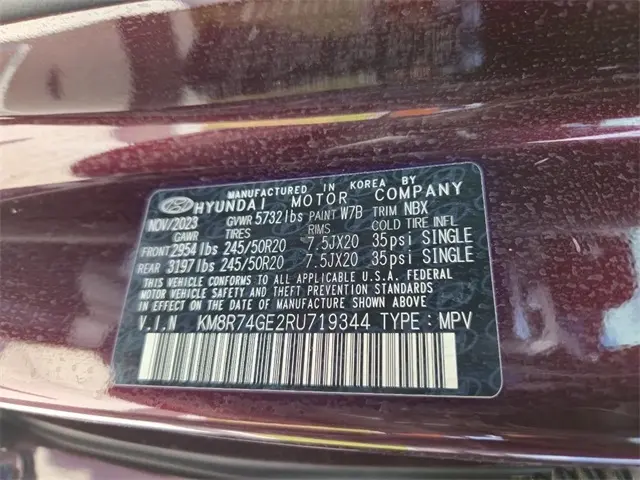 MANUFACTURED IN KOREA BY
HYUNDAI MOTOR COMPANY
NOV/2023 GVWR 5732 lbs PAINT W7B TRIM NBX
GAWR TIRES RIMS COLD TIRE INFL
FRONT 2954 lbs 245/50R20 7.5JX20 35psi SINGLE
REAR 3197 lbs 245/50R20 7.5JX20 35psi SINGLE
THIS VEHICLE CONFORMS TO ALL APPLICABLE U.S.A. FEDERAL
MOTOR VEHICLE SAFETY AND THEFT PREVENTION STANDARDS
IN EFFECT ON THE DATE OF MANUFACTURE SHOWN ABOVE
V.I.N KM8R74GE2RU719344 TYPE : MPV